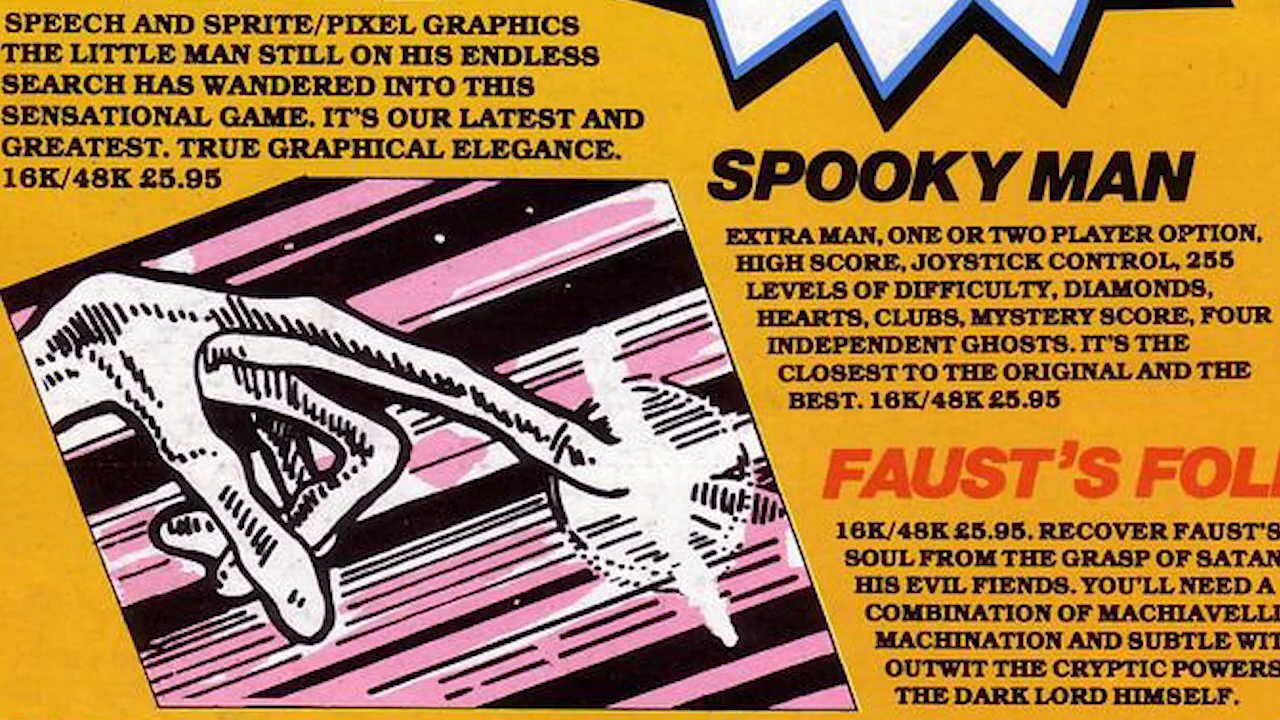 SPEECH AND SPRITE/PIXEL GRAPHICS
THE LITTLE MAN STILL ON HIS ENDLESS
SEARCH HAS WANDERED INTO THIS
SENSATIONAL GAME. IT'S OUR LATEST AND
GREATEST. TRUE GRAPHICAL ELEGANCE.
16K/48K £5.95
SPOOKY MAN
EXTRA MAN, ONE OR TWO PLAYER OPTION,
HIGH SCORE, JOYSTICK CONTROL, 255
LEVELS OF DIFFICULTY, DIAMONDS,
HEARTS, CLUBS, MYSTERY SCORE, FOUR
INDEPENDENT GHOSTS. IT'S THE
CLOSEST TO THE ORIGINAL AND THE
BEST. 16K/48K £5.95
FAUST'S
16K/48K £5.95. RECOVER FAUST'S
SOUL FROM THE GRASP OF SATAN
HIS EVIL FIENDS. YOU'LL NEED A
COMBINATION OF
MACHINATION AND SUBTLE
OUTWIT THE CRYPTIC POWERS
THE DARK LORD HIMSELF.